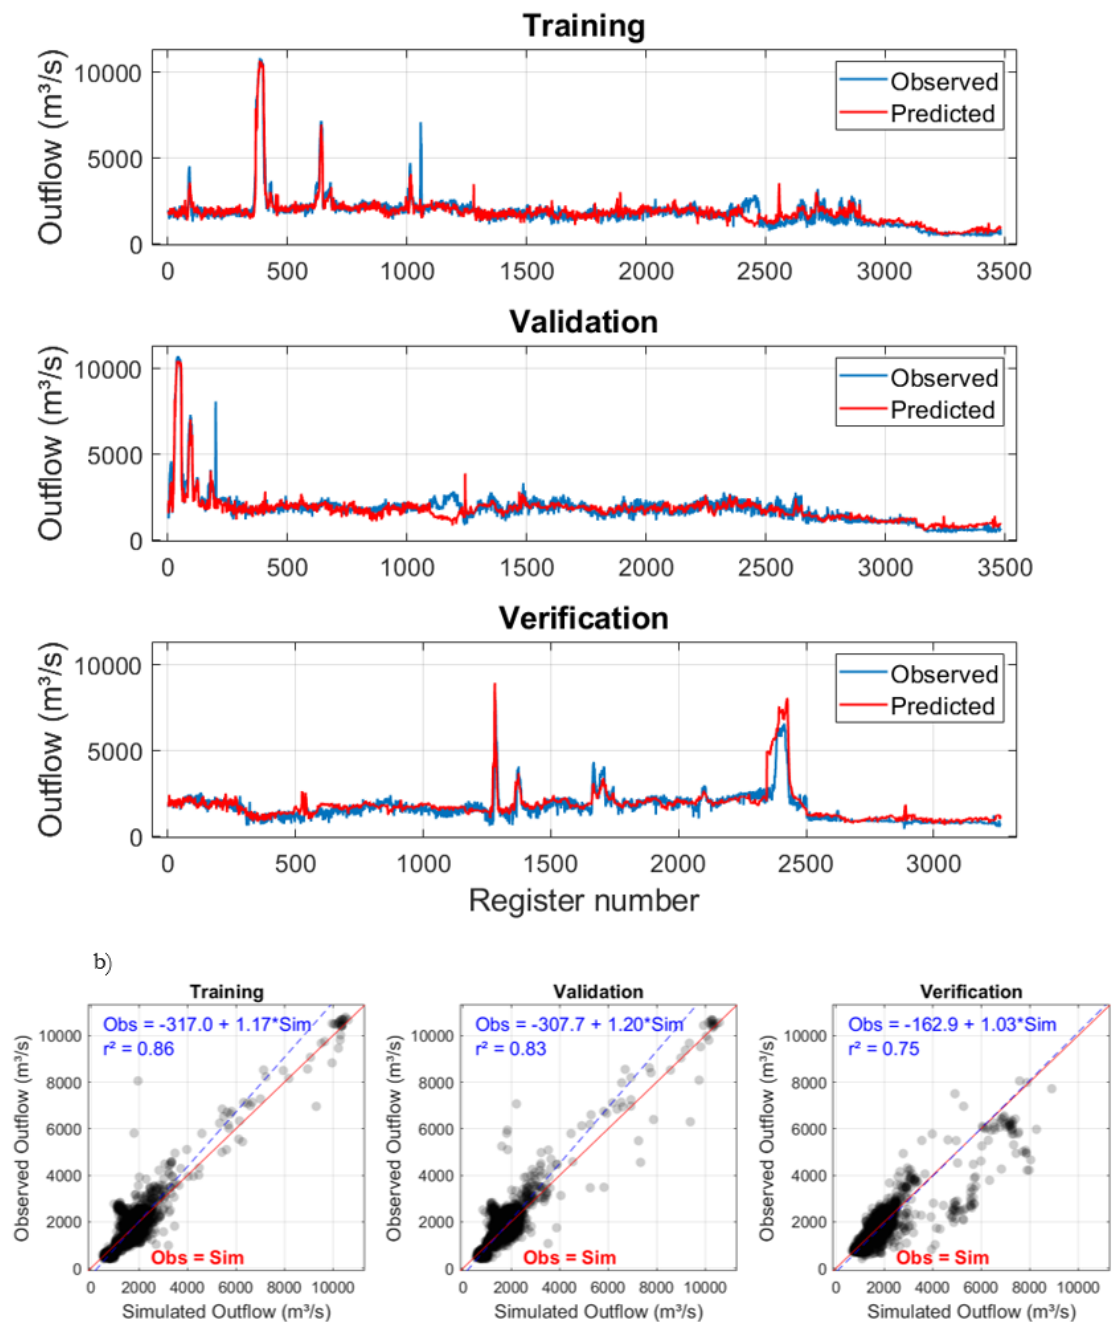 Training
Outflow (m³/s)
10000
5000
0
Observed
Predicted
0 500 1000 1500 2000 2500 3000 3500
Validation
Outflow (m³/s)
10000
5000
0
Observed
Predicted
0 500 1000 1500 2000 2500 3000 3500
Verification
Outflow (m³/s)
10000
5000
0
Observed
Predicted
0 500 1000 1500 2000 2500 3000
Register number
b)
Training
Observed Outflow (m³/s)
10000
8000
6000
4000
2000
0
Obs = -317.0 + 1.17*Sim
r² = 0.86
Obs = Sim
0 2000 4000 6000 8000 10000
Simulated Outflow (m³/s)
Validation
Observed Outflow (m³/s)
10000
8000
6000
4000
2000
0
Obs = -307.7 + 1.20*Sim
r² = 0.83
Obs = Sim
0 2000 4000 6000 8000 10000
Simulated Outflow (m³/s)
Verification
Observed Outflow (m³/s)
10000
8000
6000
4000
2000
0
Obs = -162.9 + 1.03*Sim
r² = 0.75
Obs = Sim
0 2000 4000 6000 8000 10000
Simulated Outflow (m³/s)